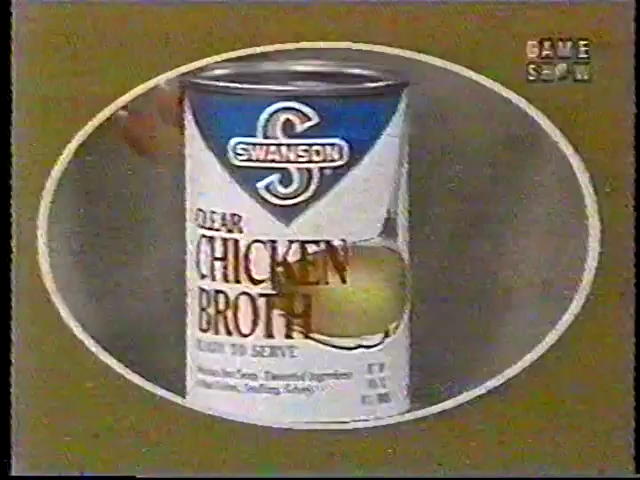 GAME
SHOW
S
SWANSON
CLEAR
CHICKEN
BROTH
READY TO SERVE